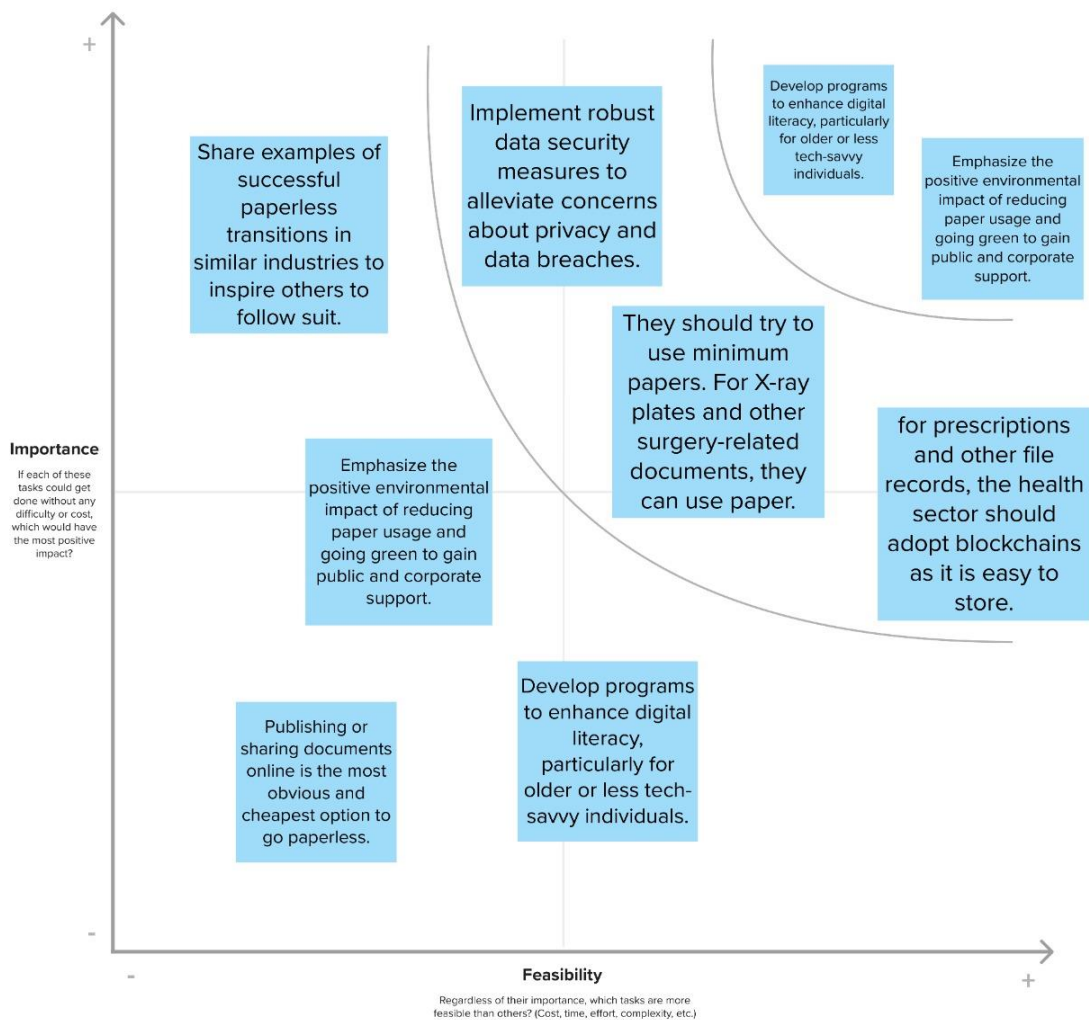 +
Develop programs
to enhance digital
literacy, particularly
for older or less
tech-savvy
individuals.
Implement robust
data security
measures to
alleviate concerns
about privacy and
data breaches.
Share examples of
successful
paperless
transitions in
similar industries to
inspire others to
follow suit.
Emphasize the
positive environmental
impact of reducing
paper usage and
going green to gain
public and corporate
support.
They should try to
use minimum
papers. For X-ray
plates and other
surgery-related
documents, they
can use paper.
for prescriptions
and other file
records, the health
sector should
adopt blockchains
as it is easy to
store.
Importance
If each of these
tasks could get
done without any
difficulty or cost,
which would have
the most positive
impact?
Emphasize the
positive environmental
impact of reducing
paper usage and
going green to gain
public and corporate
support.
Develop programs
to enhance digital
literacy,
particularly for
older or less tech-
savvy individuals.
Publishing or
sharing documents
online is the most
obvious and
cheapest option to
go paperless.
-
-
Feasibility
+
Regardless of their importance, which tasks are more
feasible than others? (Cost, time, effort, complexity, etc.)